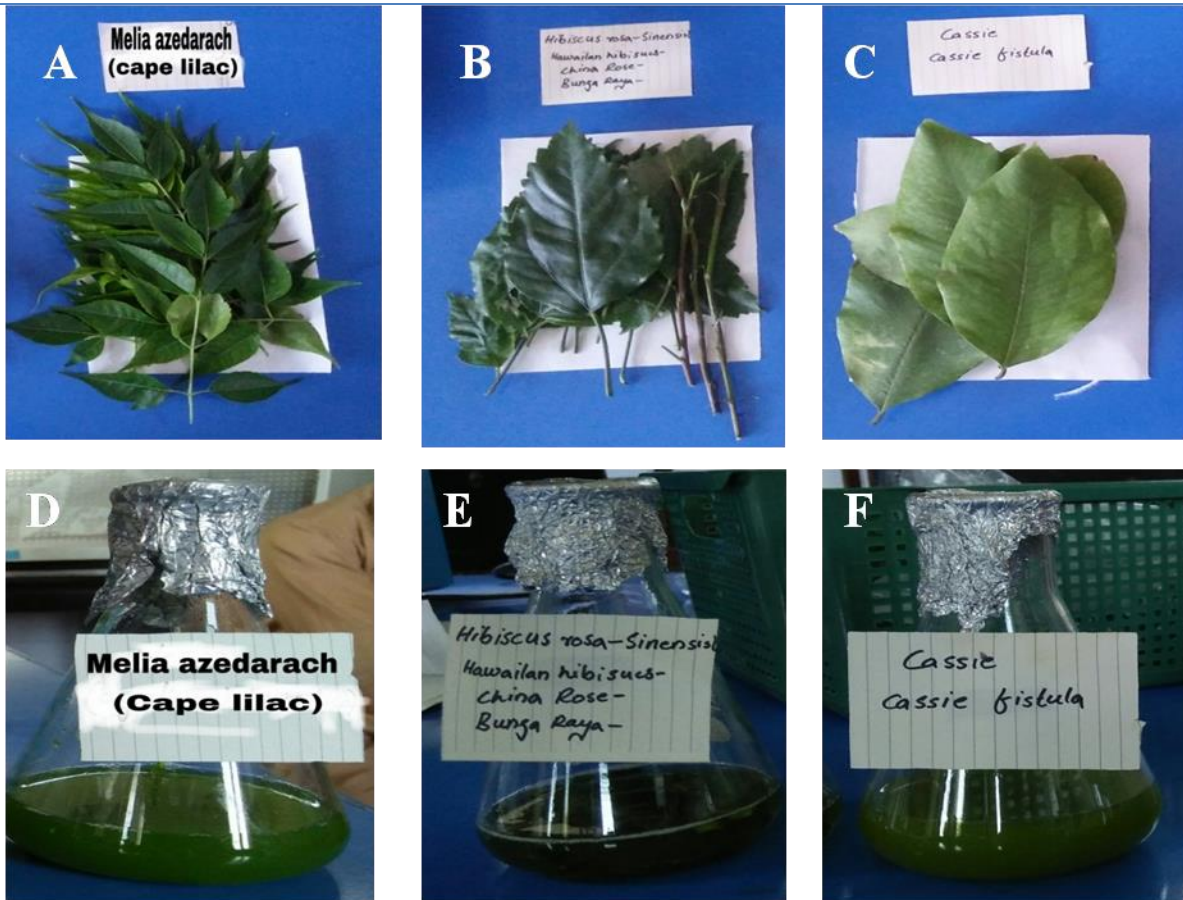 A
Melia azedarach
(cape lilac)
B
Hibiscus rosa-Sinensis
Hawailan hibisucs-
China Rose-
Bunga Raya-
C
Cassie
Cassie fistula
D
Melia azedarach
(Cape lilac)
E
Hibiscus rosa-Sinensis
Hawailan hibisucs-
China Rose-
Bunga Raya-
F
Cassie
Cassie fistula